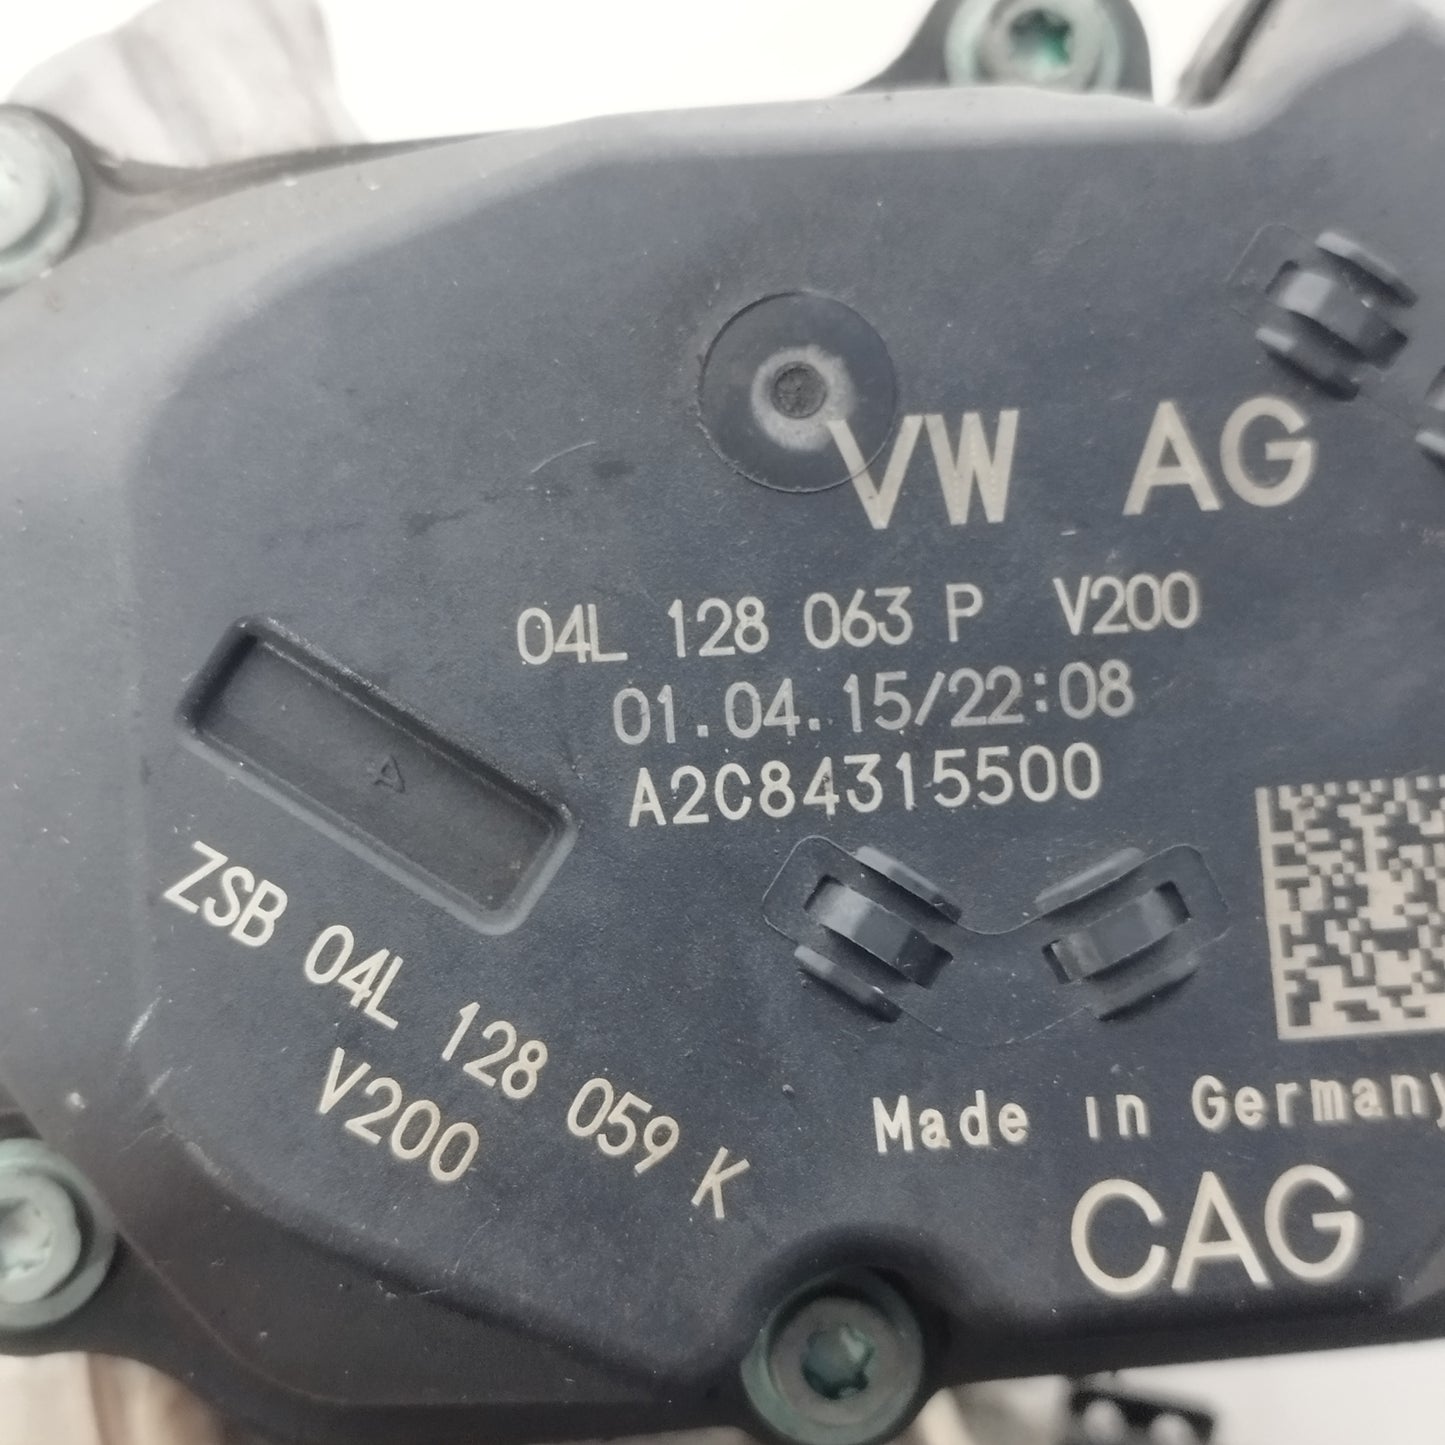 VW AG
04L 128 063 P V200
01.04.15/22:08
A2C84315500
ZSB 04L 128 059 K
V200
Made in Germany
CAG